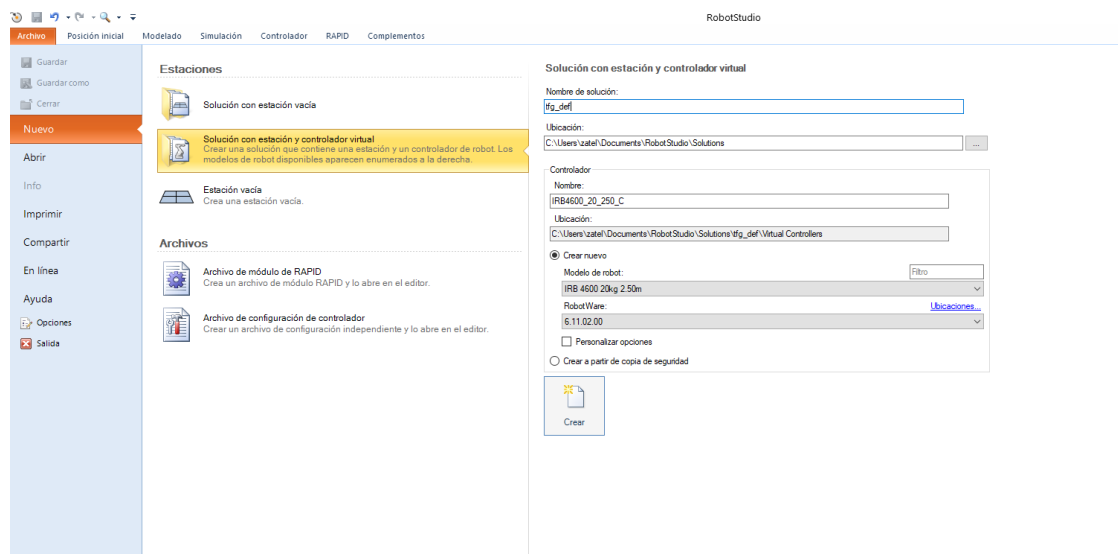 RobotStudio
Archivo Posición inicial Modelado Simulación Controlador RAPID Complementos
Guardar
Guardar como
Cerrar
Nuevo
Abrir
Info
Imprimir
Compartir
En línea
Ayuda
Opciones
Salida
Estaciones
Solución con estación vacía
Solución con estación y controlador virtual
Crear una solución que contiene una estación y un controlador de robot. Los
modelos de robot disponibles aparecen enumerados a la derecha.
Estación vacía
Crea una estación vacía.
Archivos
Archivo de módulo de RAPID
Crea un archivo de módulo RAPID y lo abre en el editor.
Archivo de configuración de controlador
Crear un archivo de configuración independiente y lo abre en el editor.
Solución con estación y controlador virtual
Nombre de solución:
tfg_def
Ubicación:
C:\Users\zatel\Documents\RobotStudio\Solutions ...
Controlador
Nombre:
IRB4600_20_250_C
Ubicación:
C:\Users\zatel\Documents\RobotStudio\Solutions\tfg_def\Virtual Controllers
Crear nuevo
Modelo de robot: Filtro
IRB 4600 20kg 2.50m
RobotWare: Ubicaciones...
6.11.02.00
Personalizar opciones
Crear a partir de copia de seguridad
Crear